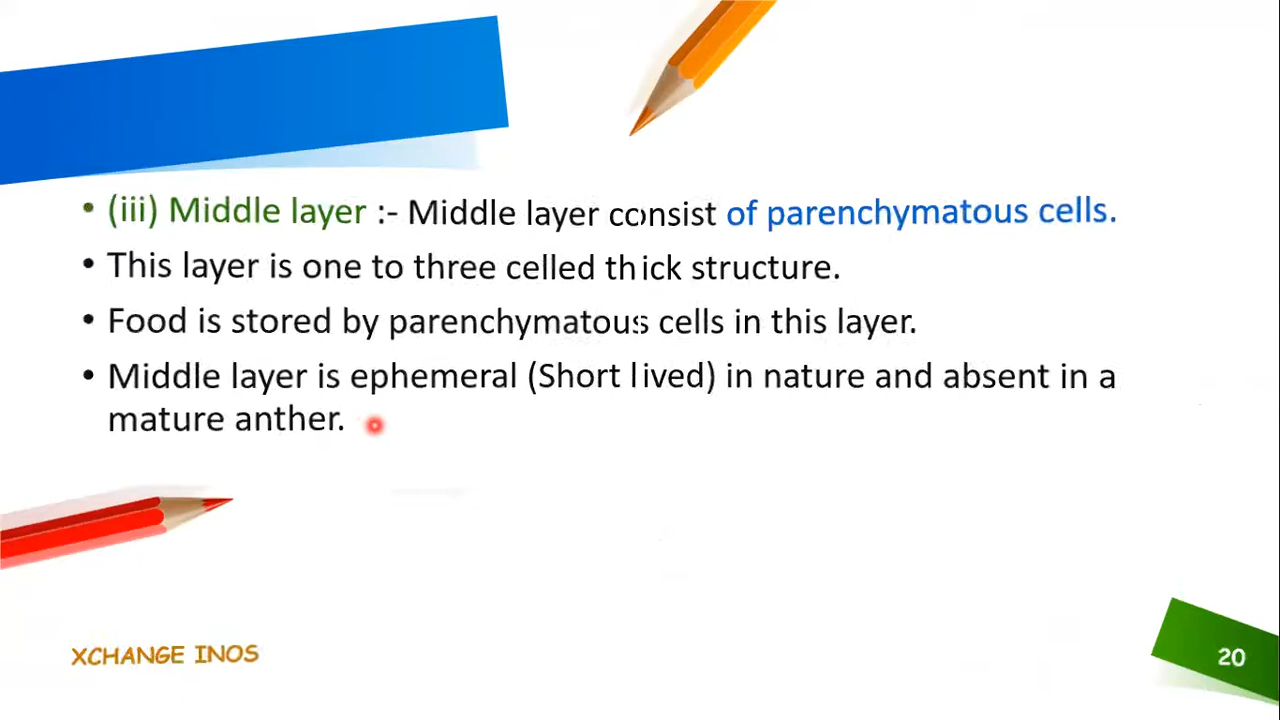 • (iii) Middle layer :- Middle layer consist of parenchymatous cells.
• This layer is one to three celled thick structure.
• Food is stored by parenchymatous cells in this layer.
• Middle layer is ephemeral (Short lived) in nature and absent in a
mature anther.
XCHANGE INOS
20